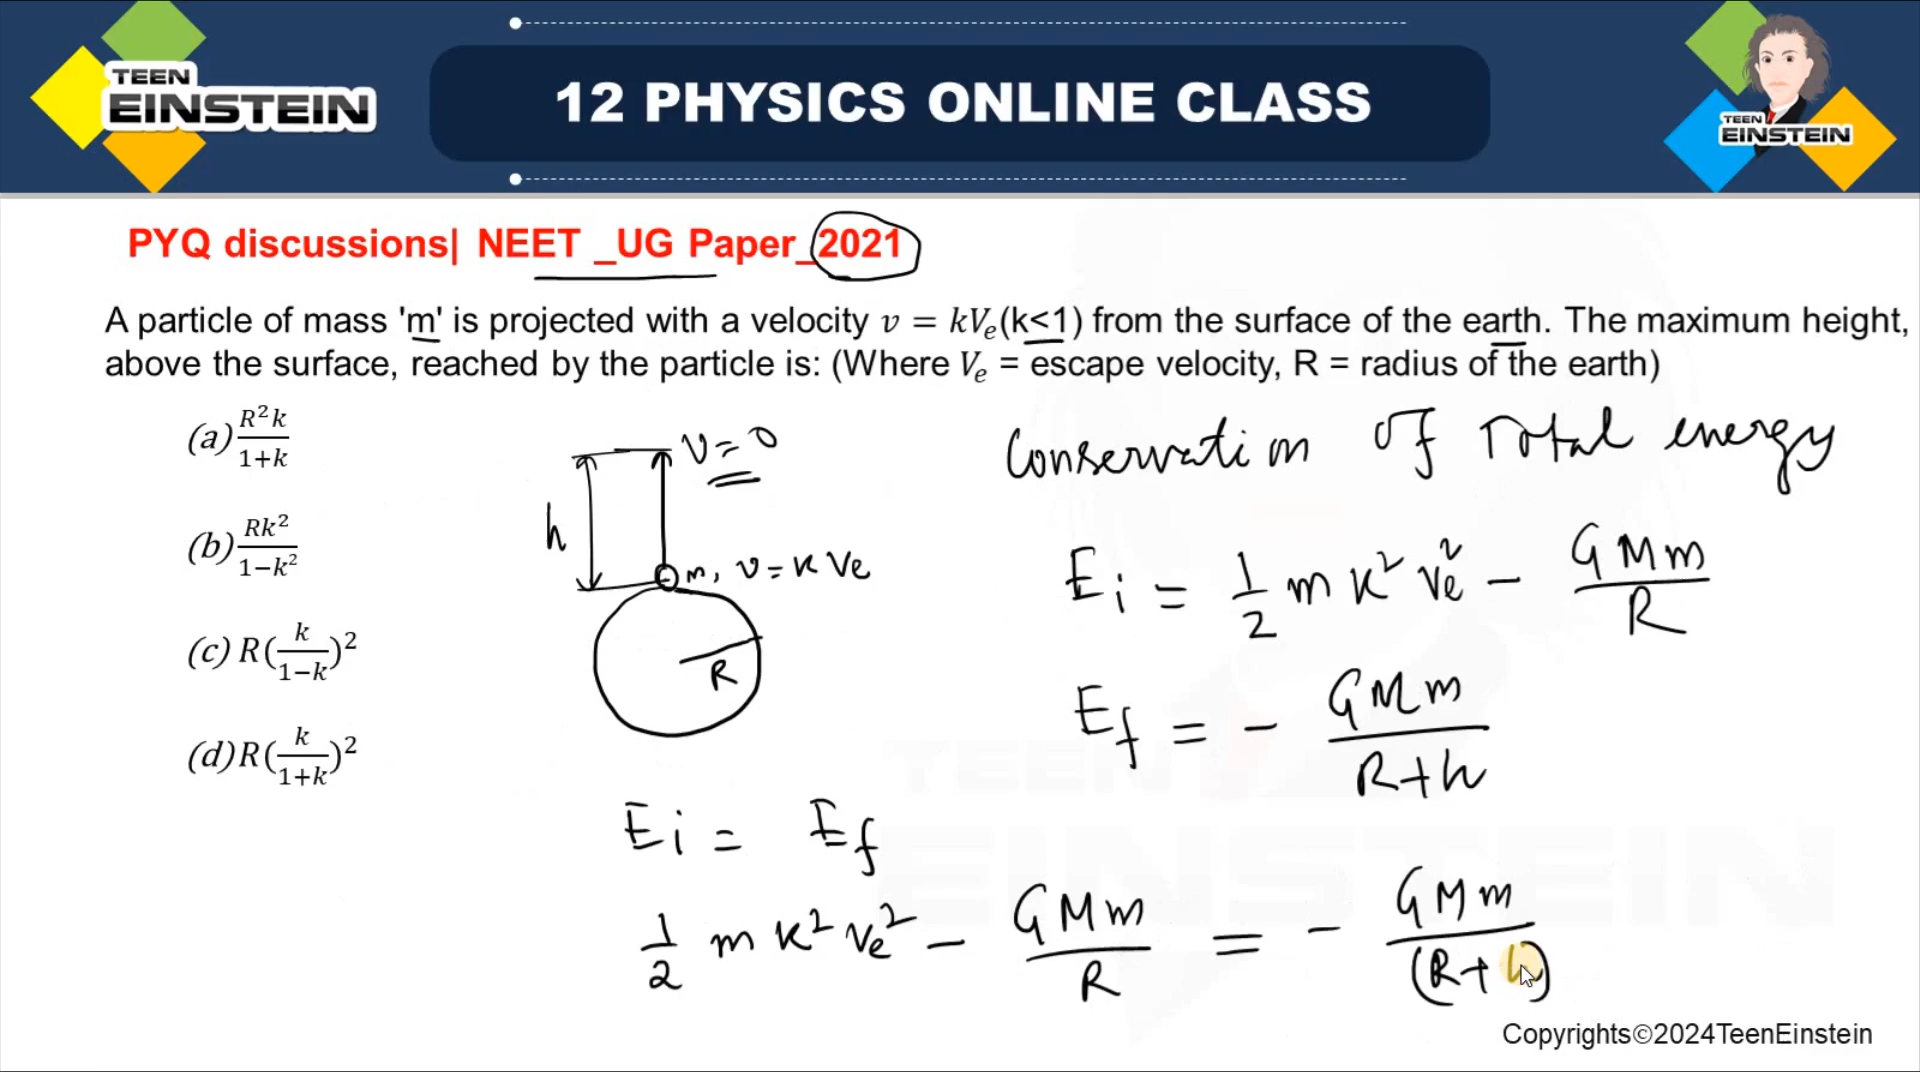 TEEN
EINSTEIN
12 PHYSICS ONLINE CLASS
TEEN
EINSTEIN
PYQ discussions| NEET _UG Paper_2021
A particle of mass 'm' is projected with a velocity v = kVₑ(k<1) from the surface of the earth. The maximum height,
above the surface, reached by the particle is: (Where Vₑ = escape velocity, R = radius of the earth)
(a) R²k/1+k
(b) Rk²/1−k²
(c) R(k/1−k)²
(d) R(k/1+k)²
v = 0
h
m, v = k Ve
R
Conservation of Total energy
Ei = 1/2 m k² Ve² − GMm/R
Ef = − GMm/R+h
Ei = Ef
1/2 m k² Ve² − GMm/R = − GMm/(R+h)
TEEN
EINSTEIN
Copyrights©2024TeenEinstein